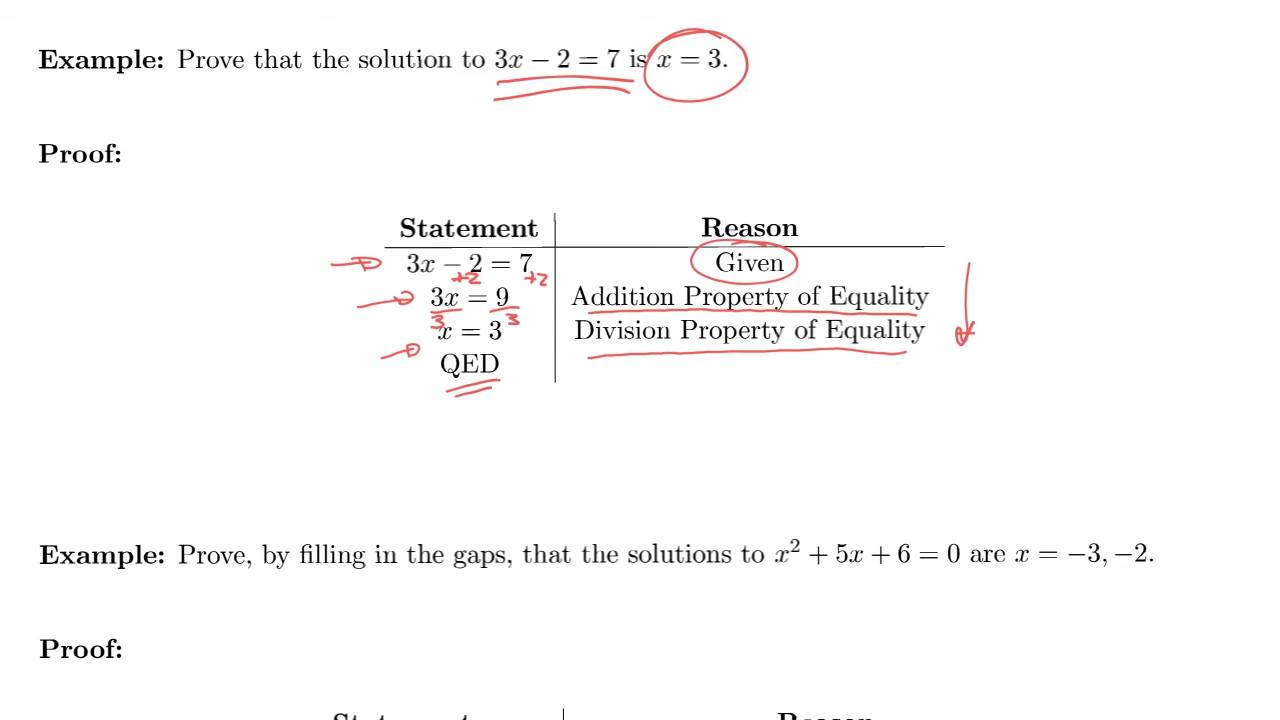 Example: Prove that the solution to 3x − 2 = 7 is x = 3.
Proof:
Statement Reason
3x − 2 = 7 Given
+2 +2
3x = 9 Addition Property of Equality
3 3
x = 3 Division Property of Equality
QED
Example: Prove, by filling in the gaps, that the solutions to x² + 5x + 6 = 0 are x = −3, −2.
Proof:
Statement Reason